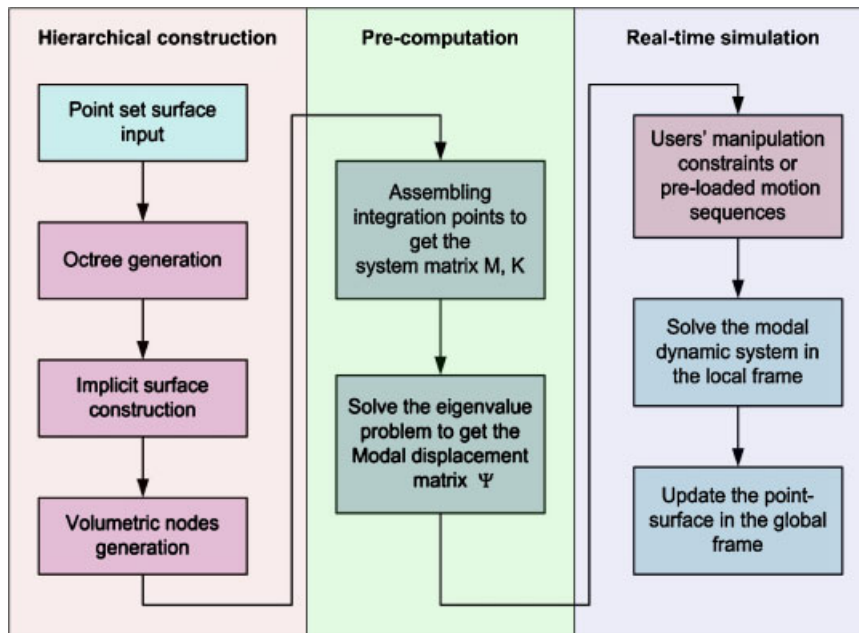 Hierarchical construction
Point set surface
input
Octree generation
Implicit surface
construction
Volumetric nodes
generation
Pre-computation
Assembling
integration points to
get the
system matrix M, K
Solve the eigenvalue
problem to get the
Modal displacement
matrix Ψ
Real-time simulation
Users' manipulation
constraints or
pre-loaded motion
sequences
Solve the modal
dynamic system in
the local frame
Update the point-
surface in the global
frame